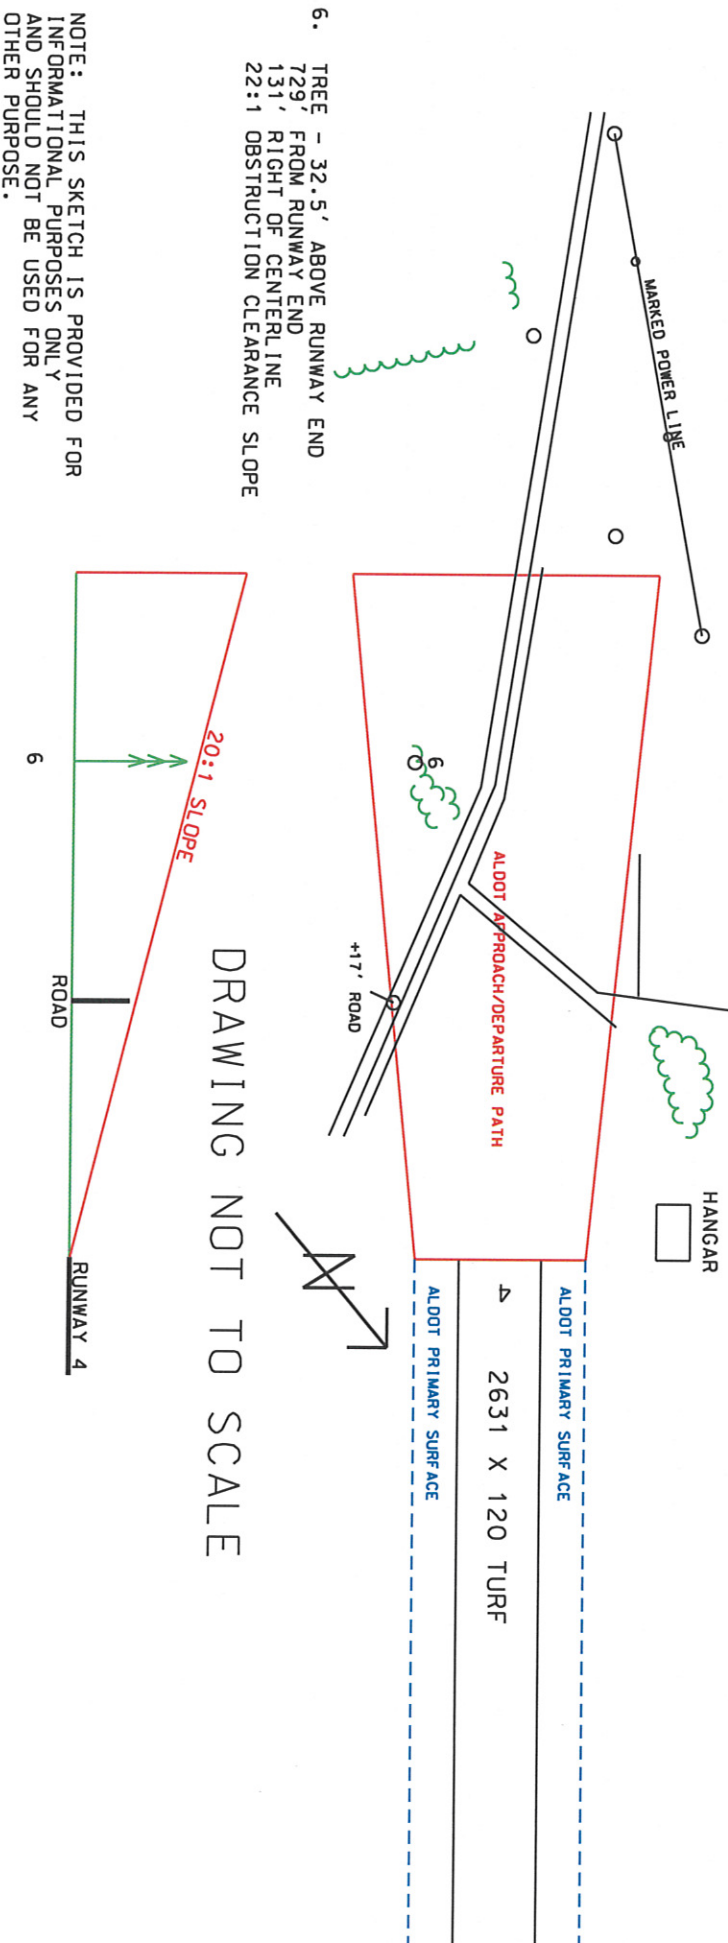 MARKED POWER LINE
HANGAR
ALDOT APPROACH/DEPARTURE PATH
ALDOT PRIMARY SURFACE
4
2631 X 120 TURF
ALDOT PRIMARY SURFACE
6
+17' ROAD
6. TREE - 32.5' ABOVE RUNWAY END
729' FROM RUNWAY END
131' RIGHT OF CENTERLINE
22:1 OBSTRUCTION CLEARANCE SLOPE
N
DRAWING NOT TO SCALE
20:1 SLOPE
6
ROAD
RUNWAY 4
NOTE: THIS SKETCH IS PROVIDED FOR
INFORMATIONAL PURPOSES ONLY
AND SHOULD NOT BE USED FOR ANY
OTHER PURPOSE.